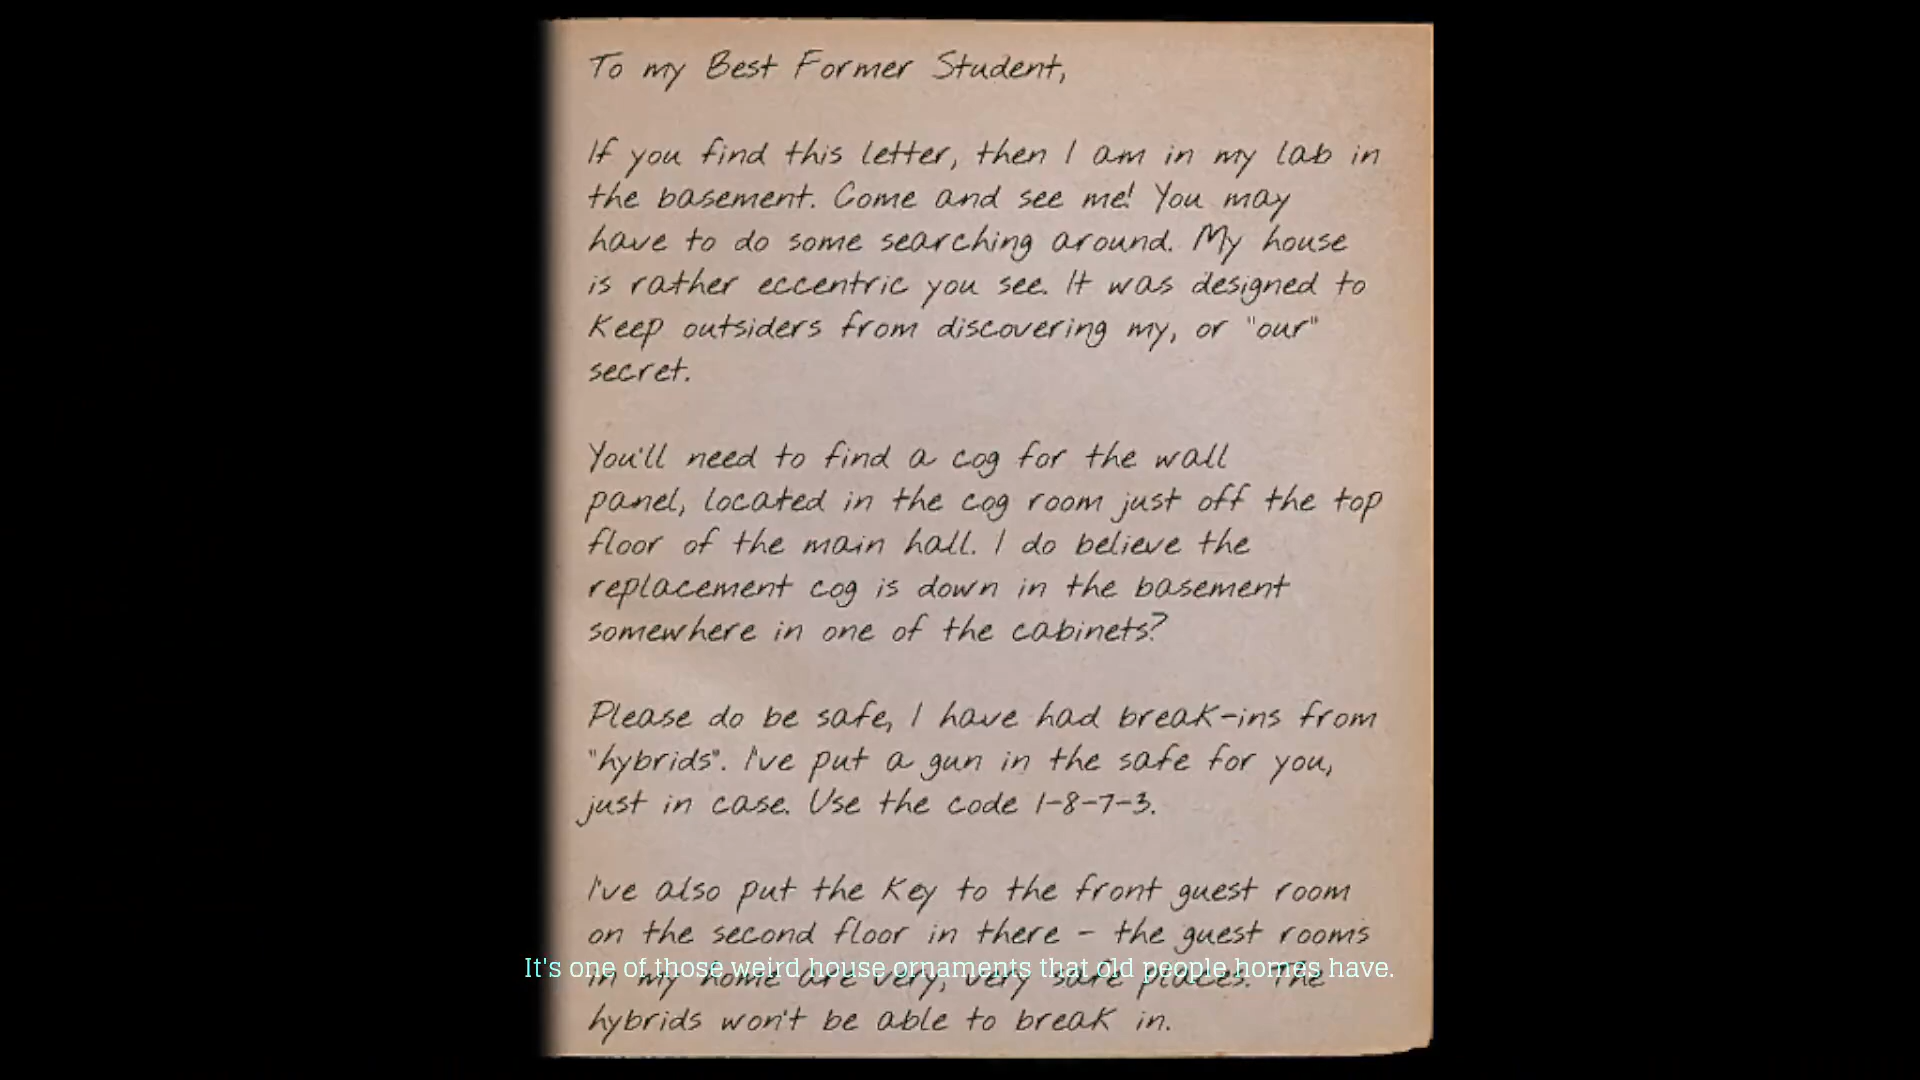 To my Best Former Student,
If you find this letter, then I am in my lab in
the basement. Come and see me! You may
have to do some searching around. My house
is rather eccentric you see. It was designed to
keep outsiders from discovering my, or "our"
secret.
You'll need to find a cog for the wall
panel, located in the cog room just off the top
floor of the main hall. I do believe the
replacement cog is down in the basement
somewhere in one of the cabinets?
Please do be safe, I have had break-ins from
"hybrids". I've put a gun in the safe for you,
just in case. Use the code 1-8-7-3.
I've also put the key to the front guest room
on the second floor in there - the guest rooms
It's one of those weird house ornaments that old people homes have.
in my home are very, very safe places. The
hybrids won't be able to break in.